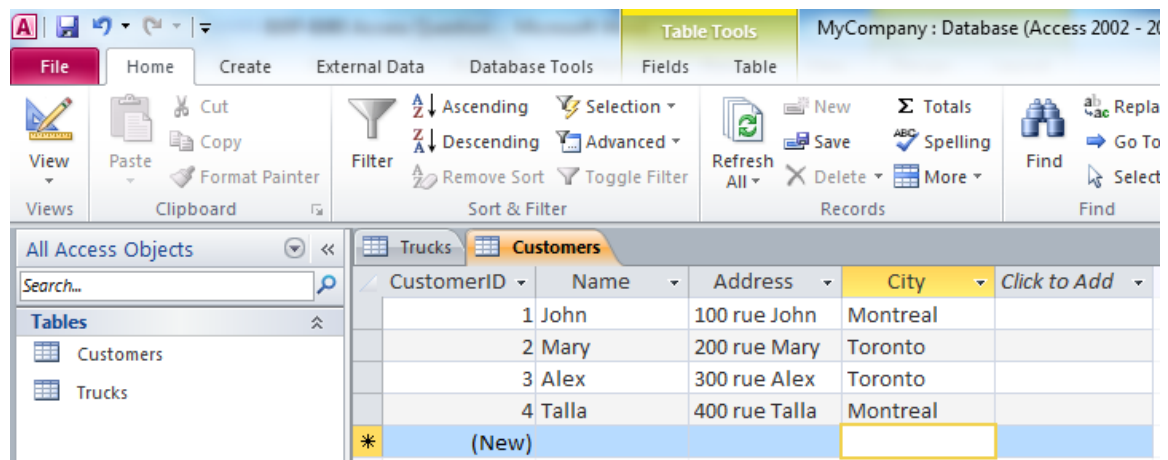 Table Tools MyCompany : Database (Access 2002 - 20
File Home Create External Data Database Tools Fields Table
View
Paste
Cut
Copy
Format Painter
Filter
Ascending
Descending
Remove Sort
Selection
Advanced
Toggle Filter
Refresh
All
New
Save
Delete
Totals
Spelling
More
Find
Repla
Go To
Select
Views Clipboard Sort & Filter Records Find
All Access Objects
Search...
Tables
Customers
Trucks
Trucks Customers
CustomerID Name Address City Click to Add
1 John 100 rue John Montreal
2 Mary 200 rue Mary Toronto
3 Alex 300 rue Alex Toronto
4 Talla 400 rue Talla Montreal
(New)